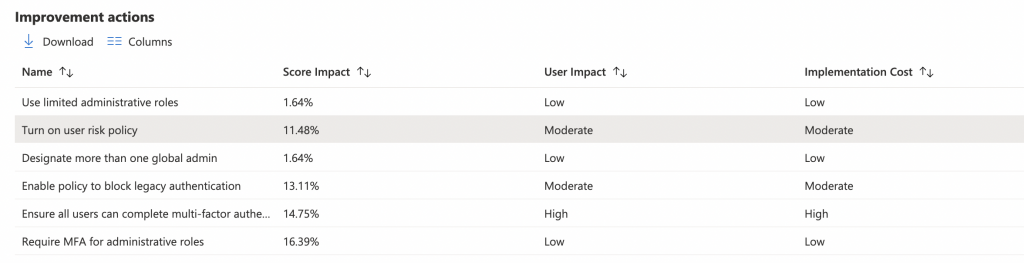 Improvement actions
Download Columns
Name Score Impact User Impact Implementation Cost
Use limited administrative roles 1.64% Low Low
Turn on user risk policy 11.48% Moderate Moderate
Designate more than one global admin 1.64% Low Low
Enable policy to block legacy authentication 13.11% Moderate Moderate
Ensure all users can complete multi-factor authe... 14.75% High High
Require MFA for administrative roles 16.39% Low Low